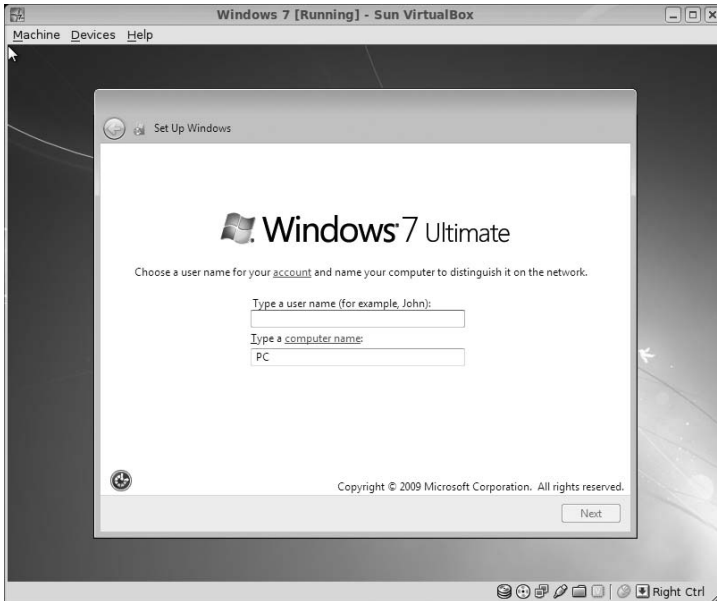 Windows 7 [Running] - Sun VirtualBox
Machine Devices Help
Set Up Windows
Windows 7 Ultimate
Choose a user name for your account and name your computer to distinguish it on the network.
Type a user name (for example, John):
Type a computer name:
PC
Copyright © 2009 Microsoft Corporation. All rights reserved.
Next
Right Ctrl